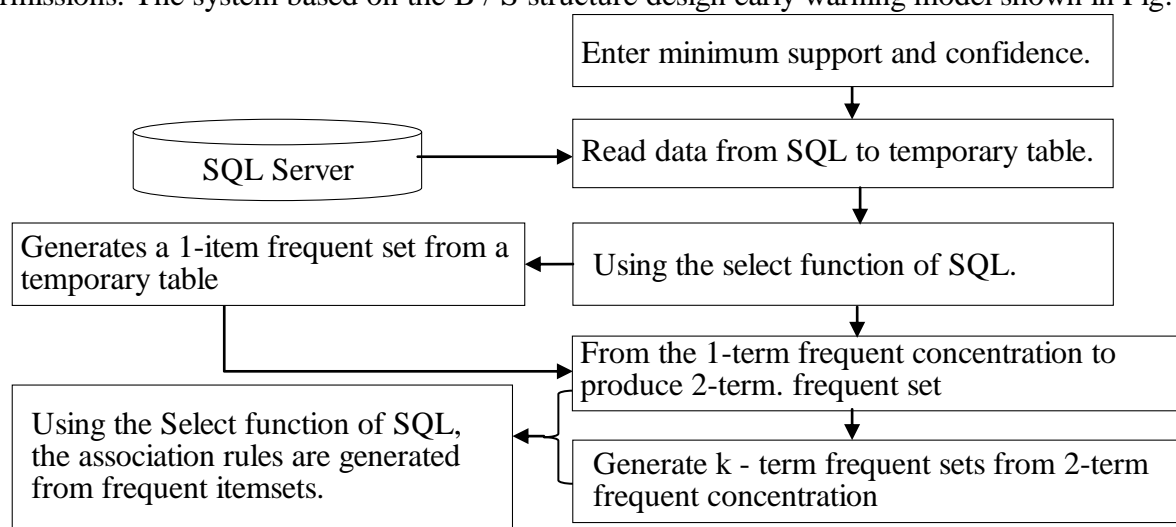 rmissions. The system based on the B / S structure design early warning model shown in Fig.
Enter minimum support and confidence.
SQL Server
Read data from SQL to temporary table.
Generates a 1-item frequent set from a
temporary table
Using the select function of SQL.
From the 1-term frequent concentration to
produce 2-term. frequent set
Using the Select function of SQL,
the association rules are generated
from frequent itemsets.
Generate k - term frequent sets from 2-term
frequent concentration